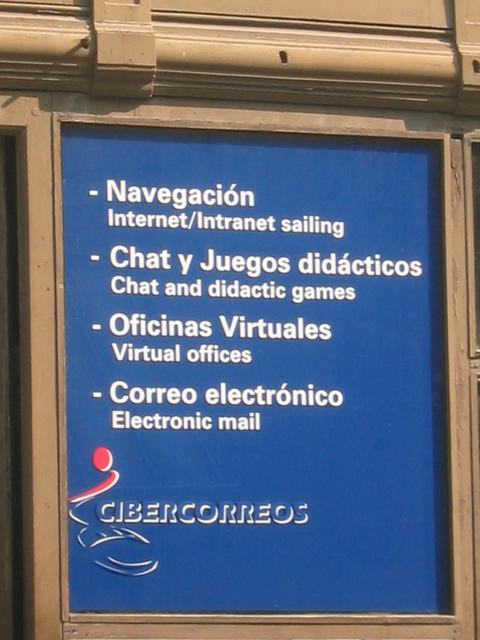 - Navegación
Internet/Intranet sailing
- Chat y Juegos didácticos
Chat and didactic games
- Oficinas Virtuales
Virtual offices
- Correo electrónico
Electronic mail
CIBERCORREOS